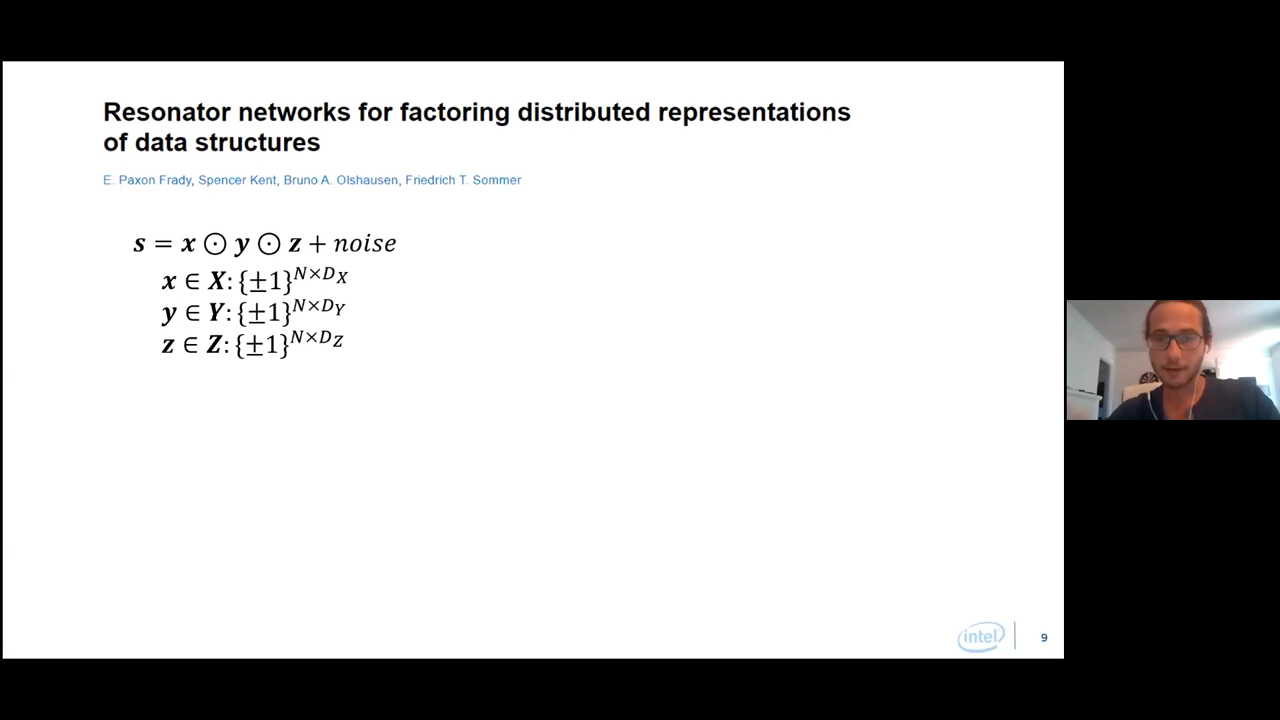 Resonator networks for factoring distributed representations
of data structures
E. Paxon Frady, Spencer Kent, Bruno A. Olshausen, Friedrich T. Sommer
𝒔 = 𝒙 ⊙ 𝒚 ⊙ 𝒛 + 𝑛𝑜𝑖𝑠𝑒
𝒙 ∈ 𝑿: {±1}^{N×D_X}
𝒚 ∈ 𝒀: {±1}^{N×D_Y}
𝒛 ∈ 𝒁: {±1}^{N×D_Z}
intel 9